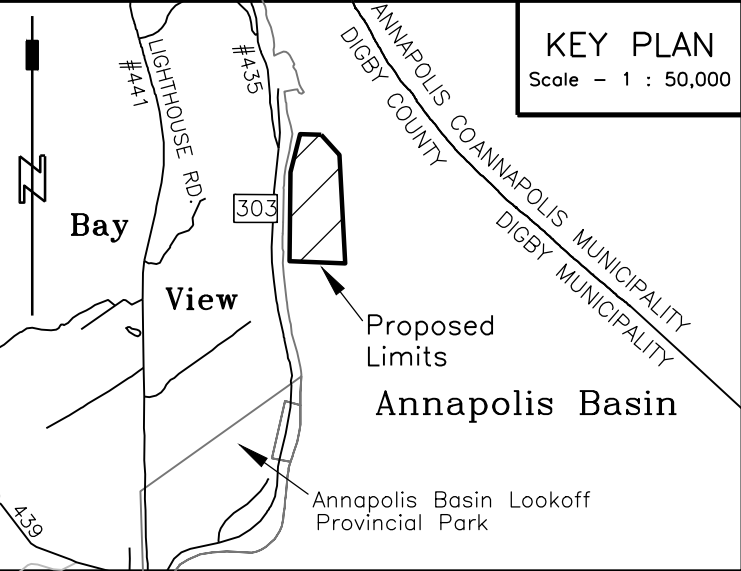 KEY PLAN
Scale - 1 : 50,000
ANNAPOLIS CO
DIGBY COUNTY
ANNAPOLIS MUNICIPALITY
DIGBY MUNICIPALITY
LIGHTHOUSE RD.
#441
#435
303
Bay
View
Proposed
Limits
Annapolis Basin
Annapolis Basin Lookoff
Provincial Park
439